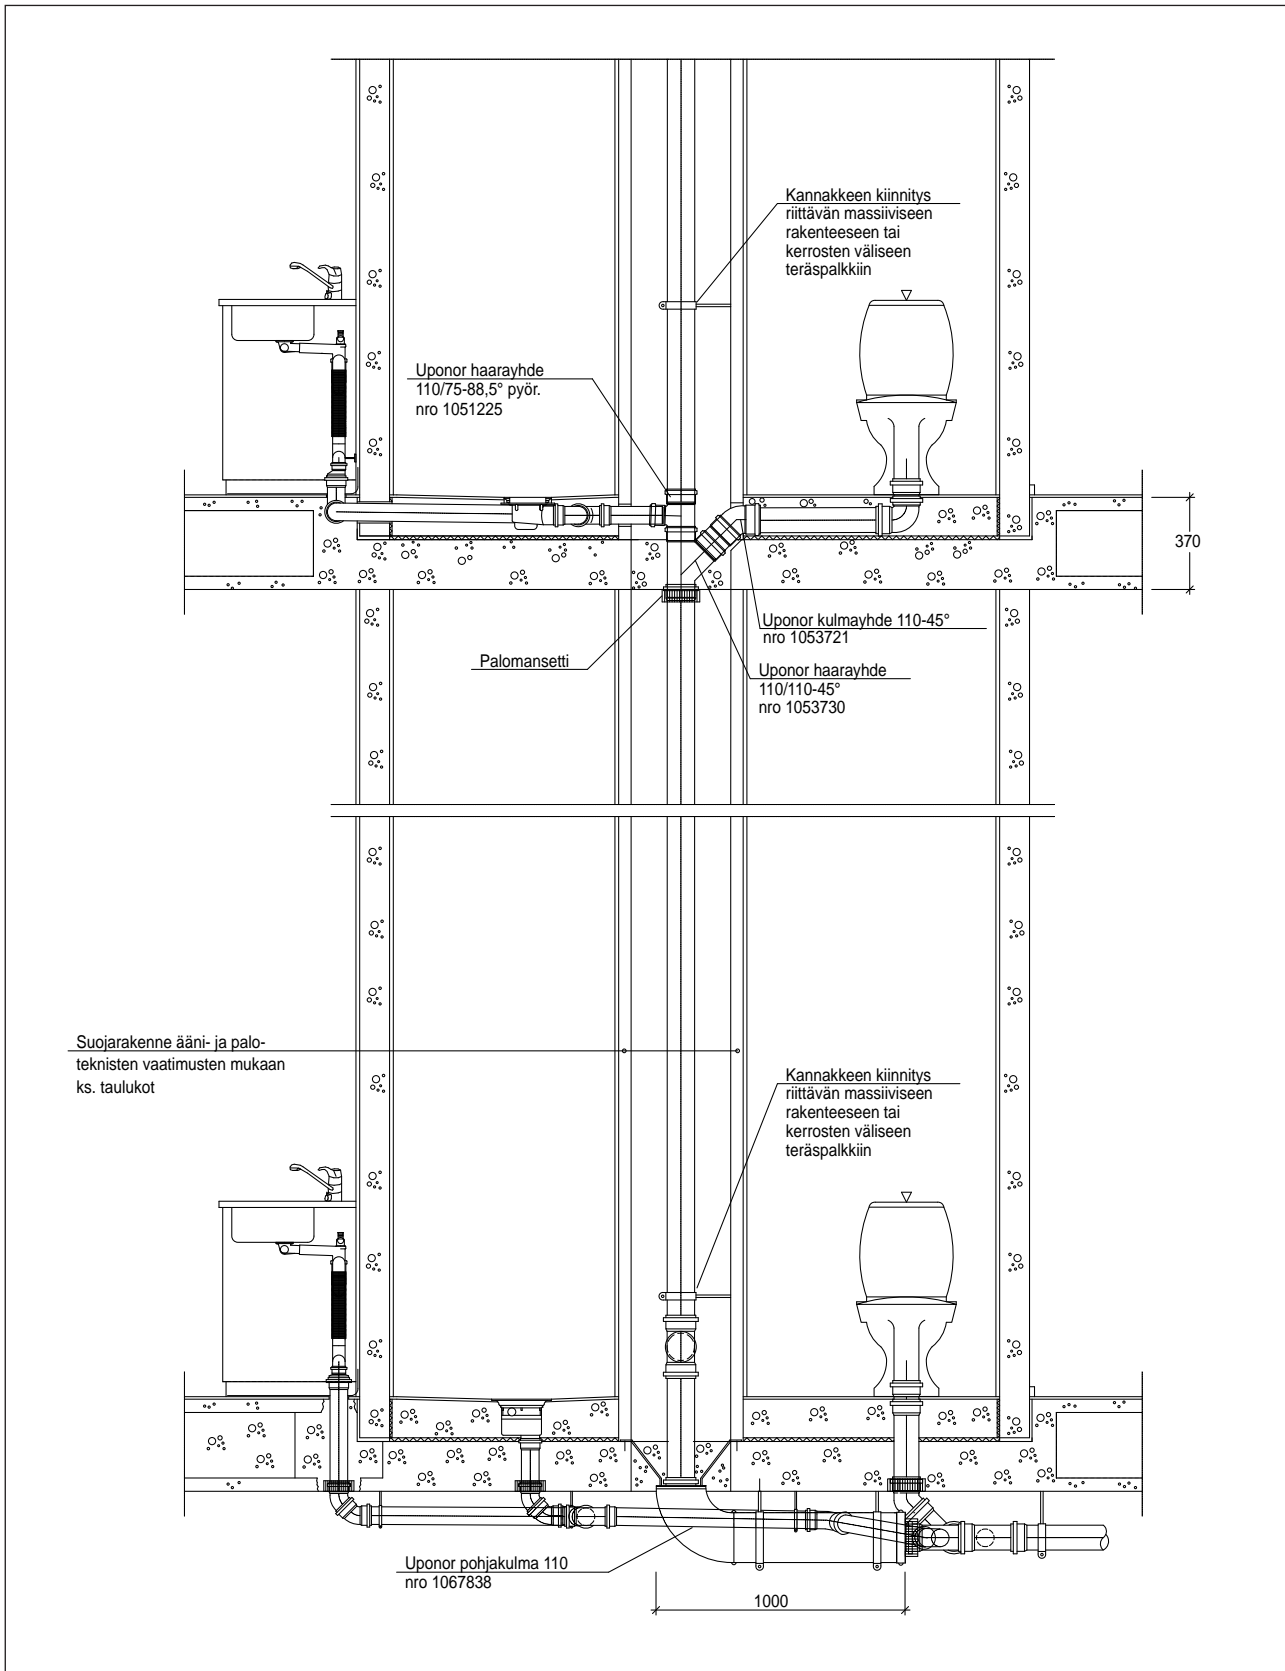 Kannakkeen kiinnitys
riittävän massiiviseen
rakenteeseen tai
kerrosten väliseen
teräspalkkiin
Uponor haarayhde
110/75-88,5° pyör.
nro 1051225
370
Uponor kulmayhde 110-45°
nro 1053721
Palomansetti
Uponor haarayhde
110/110-45°
nro 1053730
Suojarakenne ääni- ja palo-
teknisten vaatimusten mukaan
ks. taulukot
Kannakkeen kiinnitys
riittävän massiiviseen
rakenteeseen tai
kerrosten väliseen
teräspalkkiin
Uponor pohjakulma 110
nro 1067838
1000